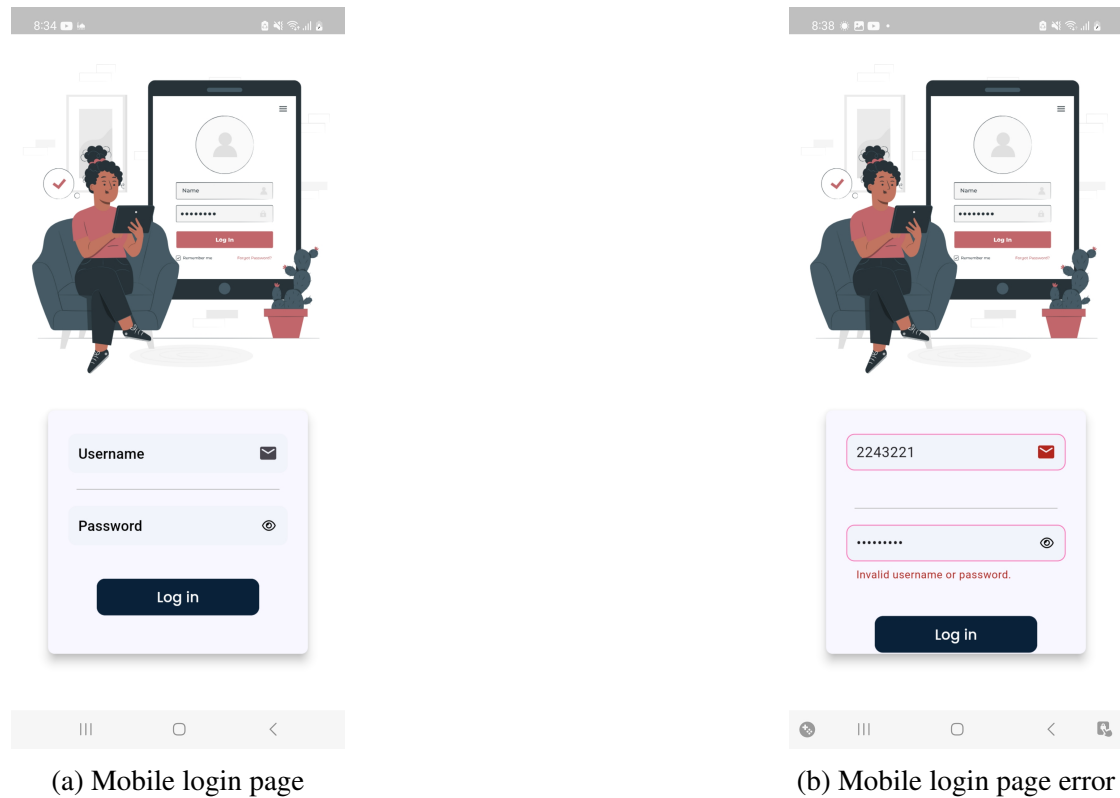 8:34
Name
Log In
Remember me Forgot Password?
Username
Password
Log in
(a) Mobile login page
8:38
Name
Log In
Remember me Forgot Password?
2243221
Invalid username or password.
Log in
(b) Mobile login page error